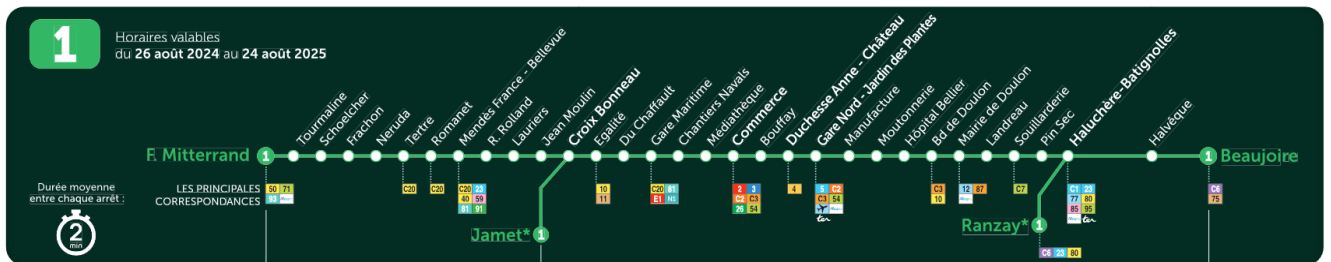 1
Horaires valables
du 26 août 2024 au 24 août 2025
F. Mitterrand
1
Tourmaline
Schoelcher
Frachon
Neruda
Tertre
Romanet
Mendès France - Bellevue
R. Rolland
Lauriers
Jean Moulin
Croix Bonneau
Egalité
Du Chaffault
Gare Maritime
Chantiers Navals
Médiathèque
Commerce
Bouffay
Duchesse Anne - Château
Gare Nord - Jardin des Plantes
Manufacture
Moutonnerie
Hôpital Bellier
Bd de Doulon
Mairie de Doulon
Landreau
Souillarderie
Pin Sec
Haluchère-Batignolles
Halvêque
1
Beaujoire
Durée moyenne
entre chaque arrêt :
2
min
LES PRINCIPALES
CORRESPONDANCES
50 71
93
C20
C20
C20 23
40 59
81 91
10
11
C20 81
E1 NS
2 3
C2 C3
26 54
4
5 C2
C3 54
ter
C3
10
12 87
C7
C1 23
77 80
85 95
ter
C6
75
Jamet* 1
Ranzay* 1
C6 23 80